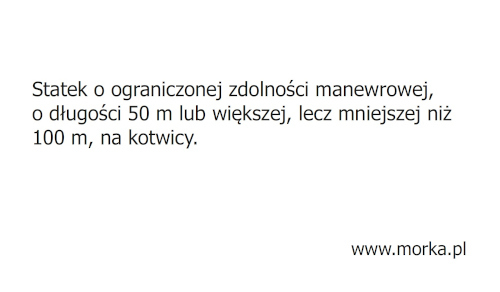 Statek o ograniczonej zdolności manewrowej,
o długości 50 m lub większej, lecz mniejszej niż
100 m, na kotwicy.
www.morka.pl